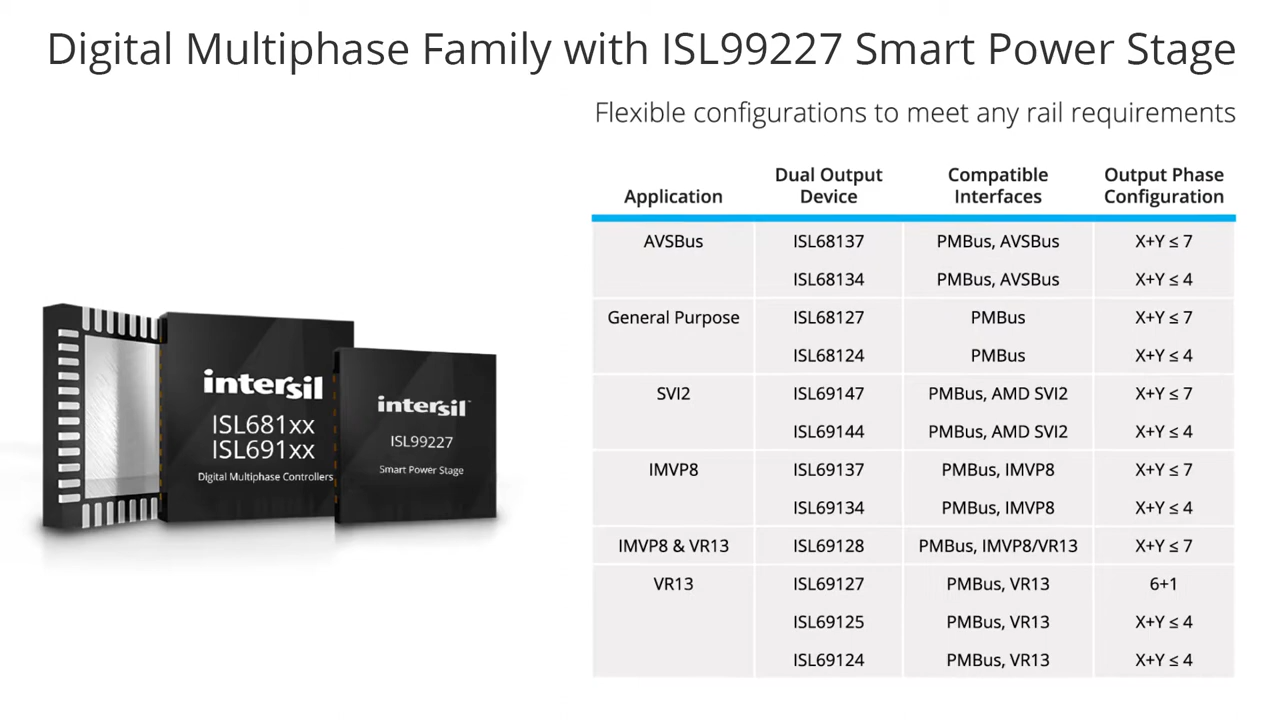 Digital Multiphase Family with ISL99227 Smart Power Stage
Flexible configurations to meet any rail requirements
Application Dual Output Device Compatible Interfaces Output Phase Configuration
AVSBus ISL68137 PMBus, AVSBus X+Y ≤ 7
ISL68134 PMBus, AVSBus X+Y ≤ 4
General Purpose ISL68127 PMBus X+Y ≤ 7
ISL68124 PMBus X+Y ≤ 4
SVI2 ISL69147 PMBus, AMD SVI2 X+Y ≤ 7
ISL69144 PMBus, AMD SVI2 X+Y ≤ 4
IMVP8 ISL69137 PMBus, IMVP8 X+Y ≤ 7
ISL69134 PMBus, IMVP8 X+Y ≤ 4
IMVP8 & VR13 ISL69128 PMBus, IMVP8/VR13 X+Y ≤ 7
VR13 ISL69127 PMBus, VR13 6+1
ISL69125 PMBus, VR13 X+Y ≤ 4
ISL69124 PMBus, VR13 X+Y ≤ 4
intersil
ISL681xx
ISL691xx
Digital Multiphase Controllers
intersil™
ISL99227
Smart Power Stage